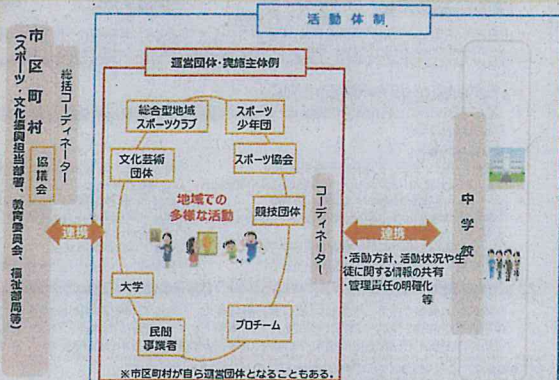 活動体制
市区町村
（スポーツ・文化振興担当部署、教育委員会、福祉部局等）
総括コーディネーター
協議会
連携
運営団体・実施主体例
総合型地域
スポーツクラブ
スポーツ
少年団
文化芸術
団体
スポーツ協会
地域での
多様な活動
競技団体
大学
民間
事業者
プロチーム
コーディネーター
※市区町村が自ら運営団体となることもある。
連携
・活動方針、活動状況や生
徒に関する情報の共有
・管理責任の明確化
等
中学校